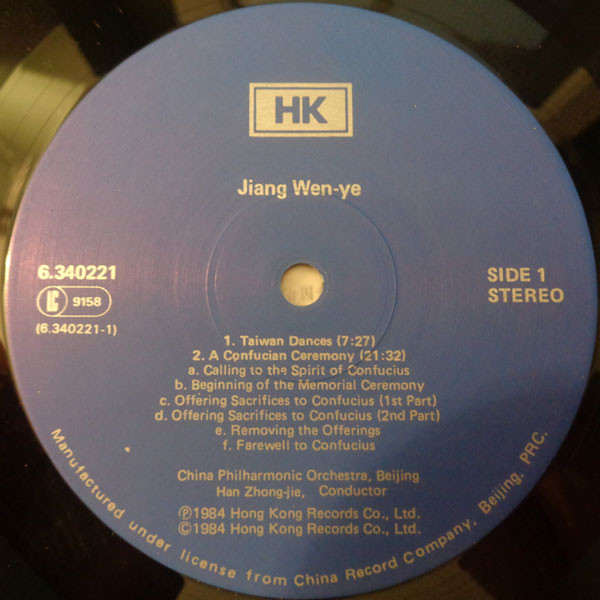 HK
Jiang Wen-ye
6.340221
LC 9158
(6.340221-1)
SIDE 1
STEREO
1. Taiwan Dances (7:27)
2. A Confucian Ceremony (21:32)
a. Calling to the Spirit of Confucius
b. Beginning of the Memorial Ceremony
c. Offering Sacrifices to Confucius (1st Part)
d. Offering Sacrifices to Confucius (2nd Part)
e. Removing the Offerings
f. Farewell to Confucius
China Philharmonic Orchestra, Beijing
Han Zhong-jie, Conductor
℗1984 Hong Kong Records Co., Ltd.
©1984 Hong Kong Records Co., Ltd.
Manufactured under license from China Record Company, Beijing, PRC.